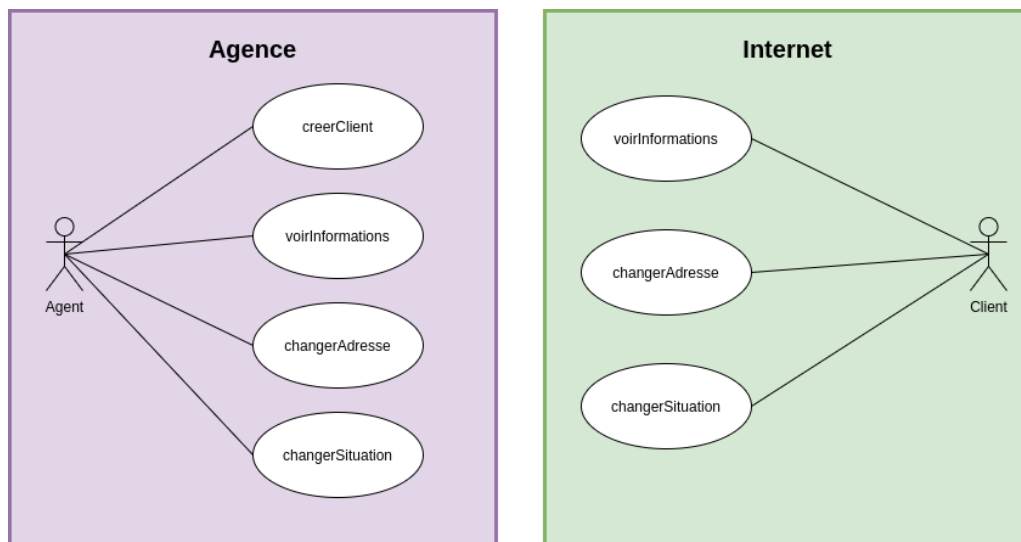 Agence
creerClient
voirInformations
changerAdresse
changerSituation
Agent
Internet
voirInformations
changerAdresse
changerSituation
Client